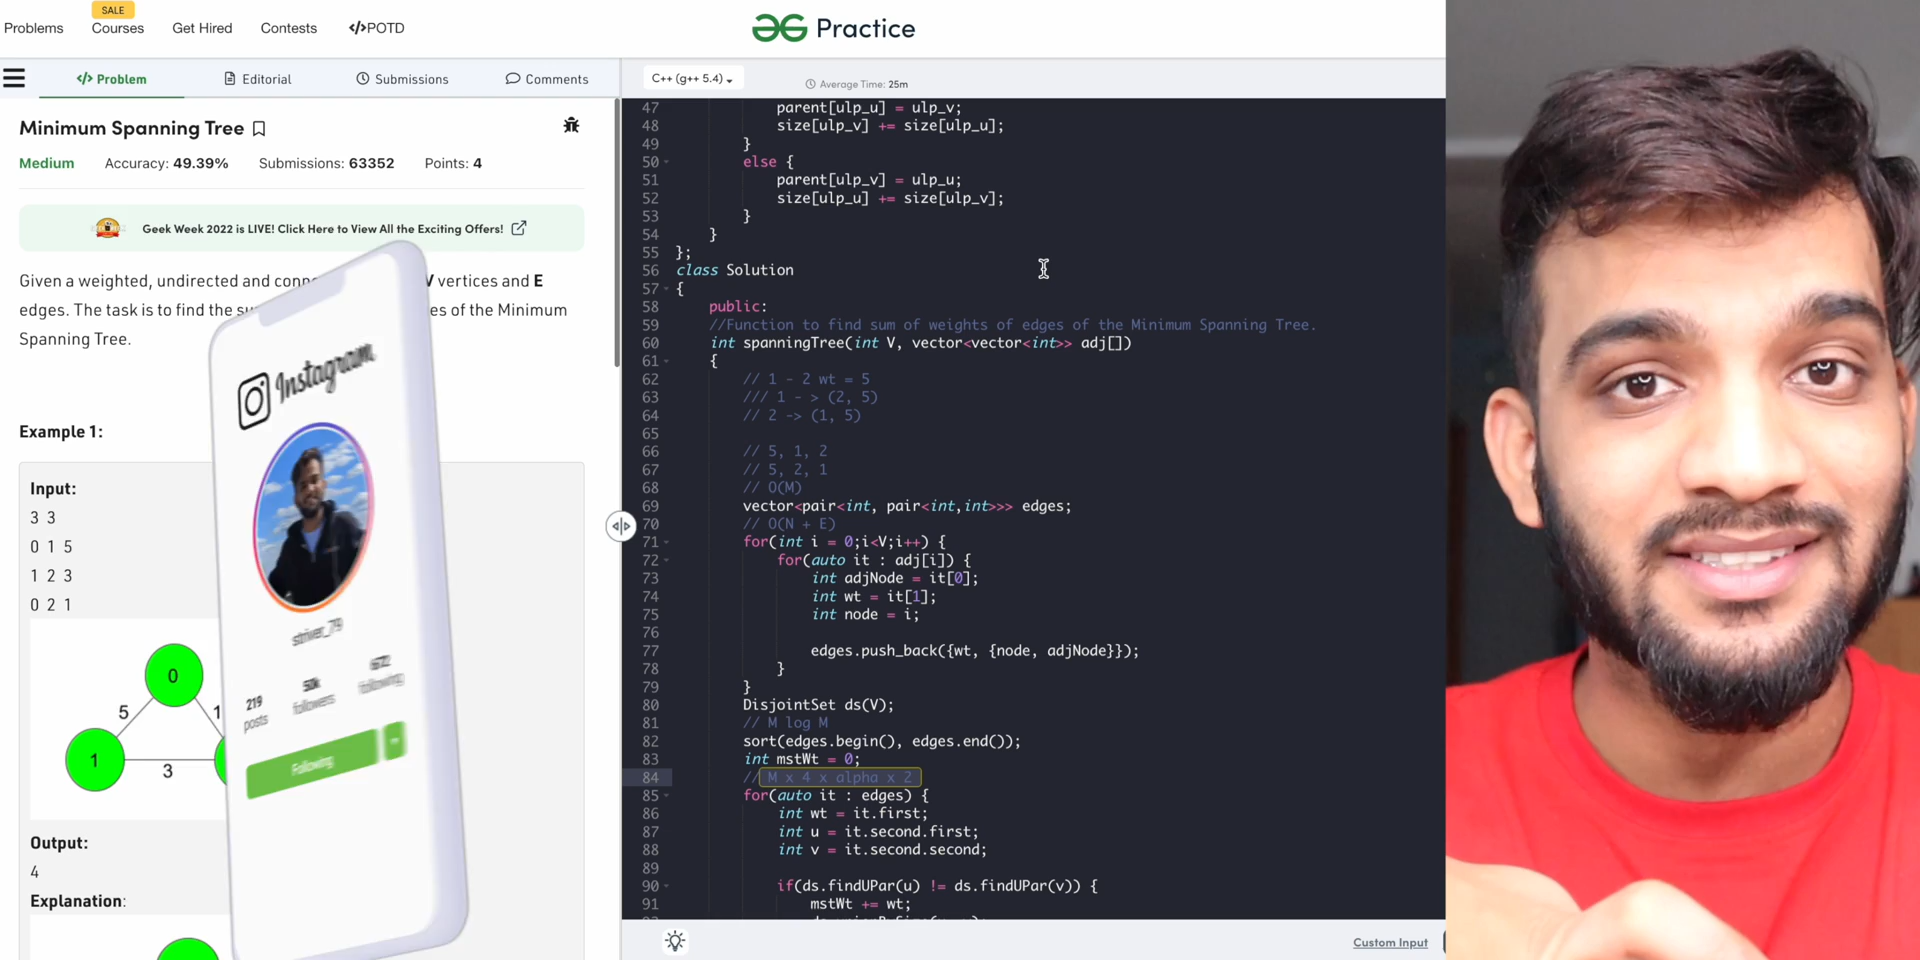 SALE
Problems Courses Get Hired Contests </>POTD
Practice
</> Problem Editorial Submissions Comments
C++ (g++ 5.4)
Average Time: 25m
Minimum Spanning Tree
Medium Accuracy: 49.39% Submissions: 63352 Points: 4
Geek Week 2022 is LIVE! Click Here to View All the Exciting Offers!
Given a weighted, undirected and V vertices and E
edges. The task is to find the es of the Minimum
Spanning Tree.
Example 1:
Input:
3 3
0 1 5
1 2 3
0 2 1
0
5
1
1
3
Output:
4
Explanation:
Instagram
striver_79
219
posts
50k
followers
672
following
Following
47 parent[ulp_u] = ulp_v;
48 size[ulp_v] += size[ulp_u];
49 }
50 else {
51 parent[ulp_v] = ulp_u;
52 size[ulp_u] += size[ulp_v];
53 }
54 }
55 };
56 class Solution
57 {
58 public:
59 //Function to find sum of weights of edges of the Minimum Spanning Tree.
60 int spanningTree(int V, vector<vector<int>> adj[])
61 {
62 // 1 - 2 wt = 5
63 /// 1 - > (2, 5)
64 // 2 -> (1, 5)
65
66 // 5, 1, 2
67 // 5, 2, 1
68 // O(M)
69 vector<pair<int, pair<int,int>>> edges;
70 // O(N + E)
71 for(int i = 0;i<V;i++) {
72 for(auto it : adj[i]) {
73 int adjNode = it[0];
74 int wt = it[1];
75 int node = i;
76
77 edges.push_back({wt, {node, adjNode}});
78 }
79 }
80 DisjointSet ds(V);
81 // M log M
82 sort(edges.begin(), edges.end());
83 int mstWt = 0;
84 // M x 4 x alpha x 2
85 for(auto it : edges) {
86 int wt = it.first;
87 int u = it.second.first;
88 int v = it.second.second;
89
90 if(ds.findUPar(u) != ds.findUPar(v)) {
91 mstWt += wt;
Custom Input